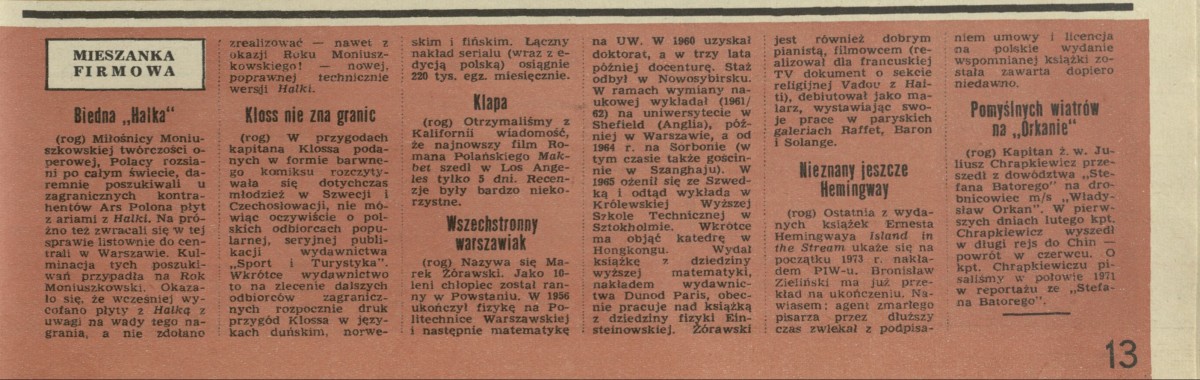 MIESZANKA
FIRMOWA
Biedna „Halka"
(rog) Miłośnicy Moniu-
szkowskiej twórczości o-
perowej, Polacy rozsia-
ni po całym świecie, da-
remnie poszukiwali u
zagranicznych kontra-
hentów Ars Polona płyt
z ariami z Halki. Na pró-
żno też zwracali się w tej
sprawie listownie do cen-
trali w Warszawie. Kul-
minacja tych poszuki-
wań przypadła na Rok
Moniuszkowski. Okaza-
ło się, że wcześniej wy-
cofano płyty z Halką z
uwagi na wady tego na-
grania, a nie zdołano
zrealizować — nawet z
okazji Roku Moniusz-
kowskiego! — nowej,
poprawnej technicznie
wersji Halki.
Kloss nie zna granic
(rog) W przygodach
kapitana Klossa poda-
nych w formie barwne-
go komiksu rozczyty-
wała się dotychczas
młodzież w Szwecji i
Czechosłowacji, nie mó-
wiąc oczywiście o pol-
skich odbiorcach popu-
larnej, seryjnej publi-
kacji wydawnictwa
„Sport i Turystyka".
Wkrótce wydawnictwo
to na zlecenie dalszych
odbiorców zagranicz-
nych rozpocznie druk
przygód Klossa w języ-
kach duńskim, norwe-
skim i fińskim. Łączny
nakład serialu (wraz z e-
dycją polską) osiągnie
220 tys. egz. miesięcznie.
Klapa
(rog) Otrzymaliśmy z
Kalifornii wiadomość,
że najnowszy film Ro-
mana Polańskiego Mak-
bet szedł w Los Ange-
les tylko 5 dni. Recen-
zje były bardzo nieko-
rzystne.
Wszechstronny
warszawiak
(rog) Nazywa się Ma-
rek Żórawski. Jako 10-
leni chłopiec został ran-
ny w Powstaniu. W 1956
ukończył fizykę na Po-
litechnice Warszawskiej
i następnie matematykę
na UW. W 1960 uzyskał
doktorat, a w trzy lata
później docenturę. Staż
odbył w Nowosybirsku.
W ramach wymiany na-
ukowej wykładał (1961/
62) na uniwersytecie w
Shefield (Anglia), póź-
niej w Warszawie, a od
1964 r. na Sorbonie (w
tym czasie także gościn-
nie w Szanghaju). W
1965 ożenił się ze Szwed-
ką i odtąd wykłada w
Królewskiej Wyższej
Szkole Technicznej w
Sztokholmie. Wkrótce
ma objąć katedrę w
Hongkongu. Wydał
książkę z dziedziny
wyższej matematyki,
nakładem wydawnic-
twa Dunod Paris, obec-
nie pracuje nad książką
z dziedziny fizyki Ein-
steinowskiej. Żórawski
jest również dobrym
pianistą, filmowcem (re-
alizował dla francuskiej
TV dokument o sekcie
religijnej Vadou z Hai-
ti), debiutował jako ma-
larz, wystawiając swo-
je prace w paryskich
galeriach Raffet, Baron
i Solange.
Nieznany jeszcze
Hemingway
(rog) Ostatnia z wyda-
nych książek Ernesta
Hemingwaya Island in
the Stream ukaże się na
początku 1973 r. nakła-
dem PIW-u. Bronisław
Zieliński ma już prze-
kład na ukończeniu. Na-
wiasem: agent zmarłego
pisarza przez dłuższy
czas zwlekał z podpisa-
niem umowy i licencja
na polskie wydanie
wspomnianej książki zo-
stała zawarta dopiero
niedawno.
Pomyślnych wiatrów
na „Orkanie"
(rog) Kapitan ż. w. Ju-
liusz Chrapkiewicz prze-
szedł z dowództwa „Ste-
fana Batorego" na dro-
bnicowiec m/s „Włady-
sław Orkan". W pierw-
szych dniach lutego kpt.
Chrapkiewicz wyszedł
w długi rejs do Chin —
powrót w czerwcu. O
kpt. Chrapkiewiczu pi-
saliśmy w połowie 1971
w reportażu ze „Stefa-
na Batorego".
13